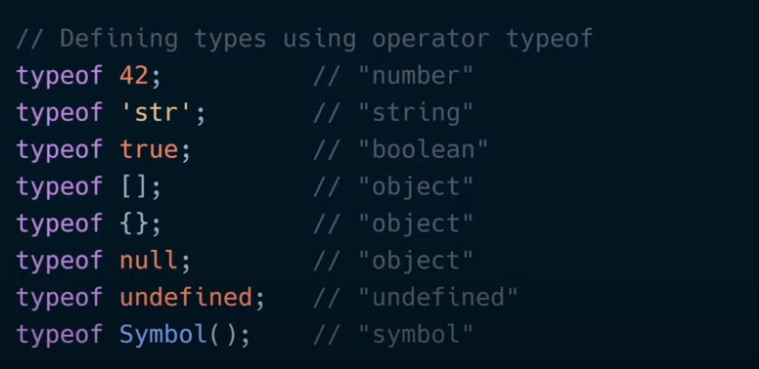 // Defining types using operator typeof
typeof 42; // "number"
typeof 'str'; // "string"
typeof true; // "boolean"
typeof []; // "object"
typeof {}; // "object"
typeof null; // "object"
typeof undefined; // "undefined"
typeof Symbol(); // "symbol"